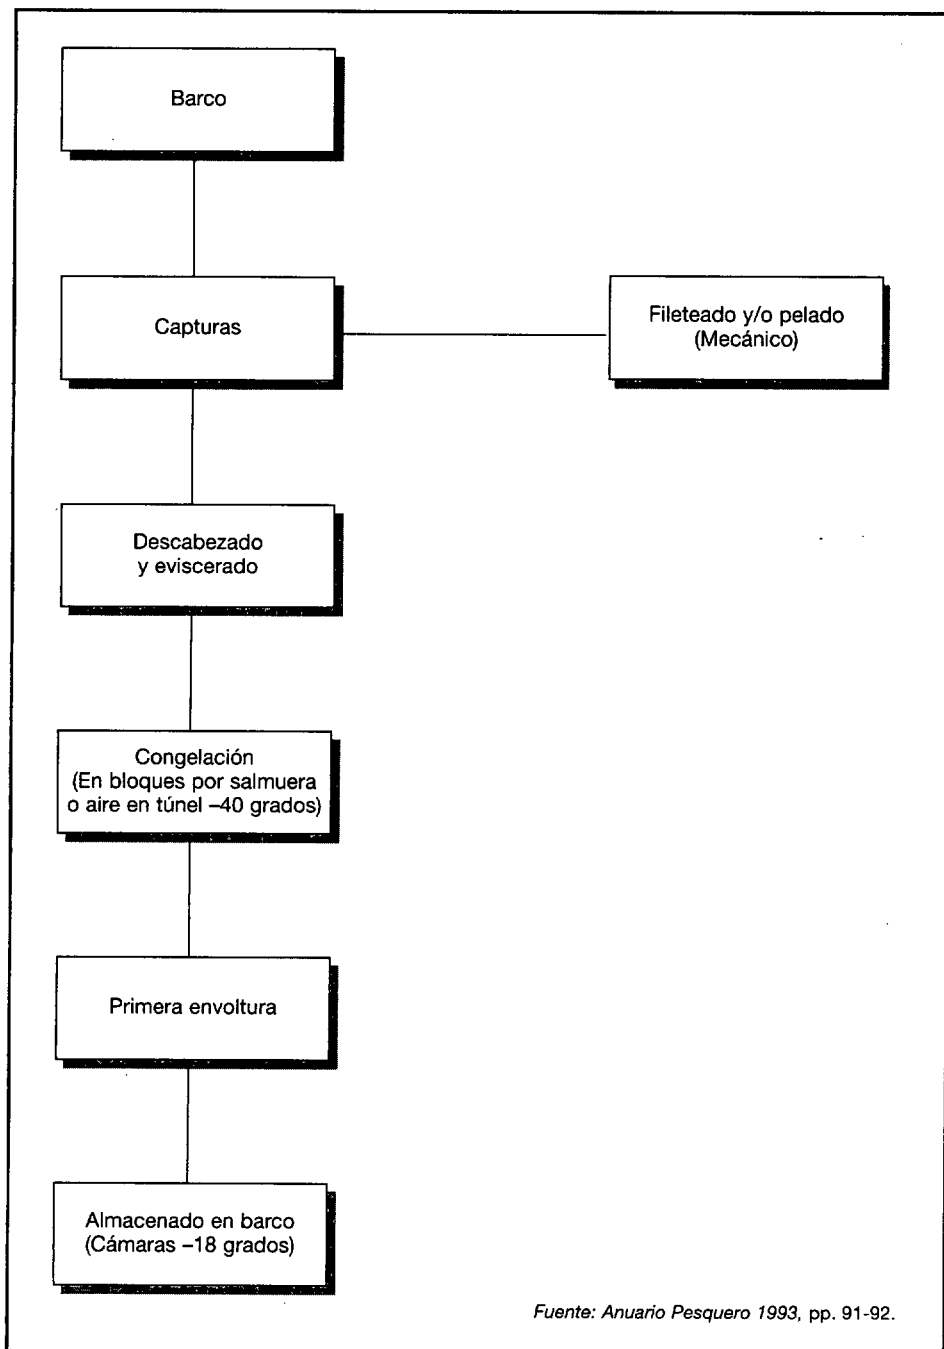 Barco
Capturas
Fileteado y/o pelado
(Mecánico)
Descabezado
y eviscerado
Congelación
(En bloques por salmuera
o aire en túnel –40 grados)
Primera envoltura
Almacenado en barco
(Cámaras –18 grados)
Fuente: Anuario Pesquero 1993, pp. 91-92.